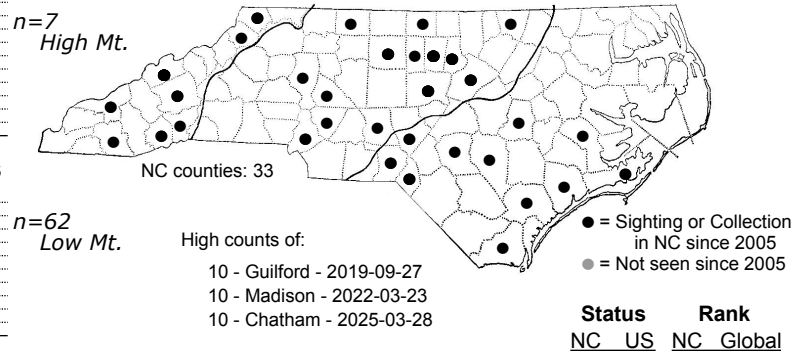 n=7
High Mt.
NC counties: 33
n=62
Low Mt.
High counts of:
10 - Guilford - 2019-09-27
10 - Madison - 2022-03-23
10 - Chatham - 2025-03-28
● = Sighting or Collection
in NC since 2005
● = Not seen since 2005
Status Rank
NC US NC Global